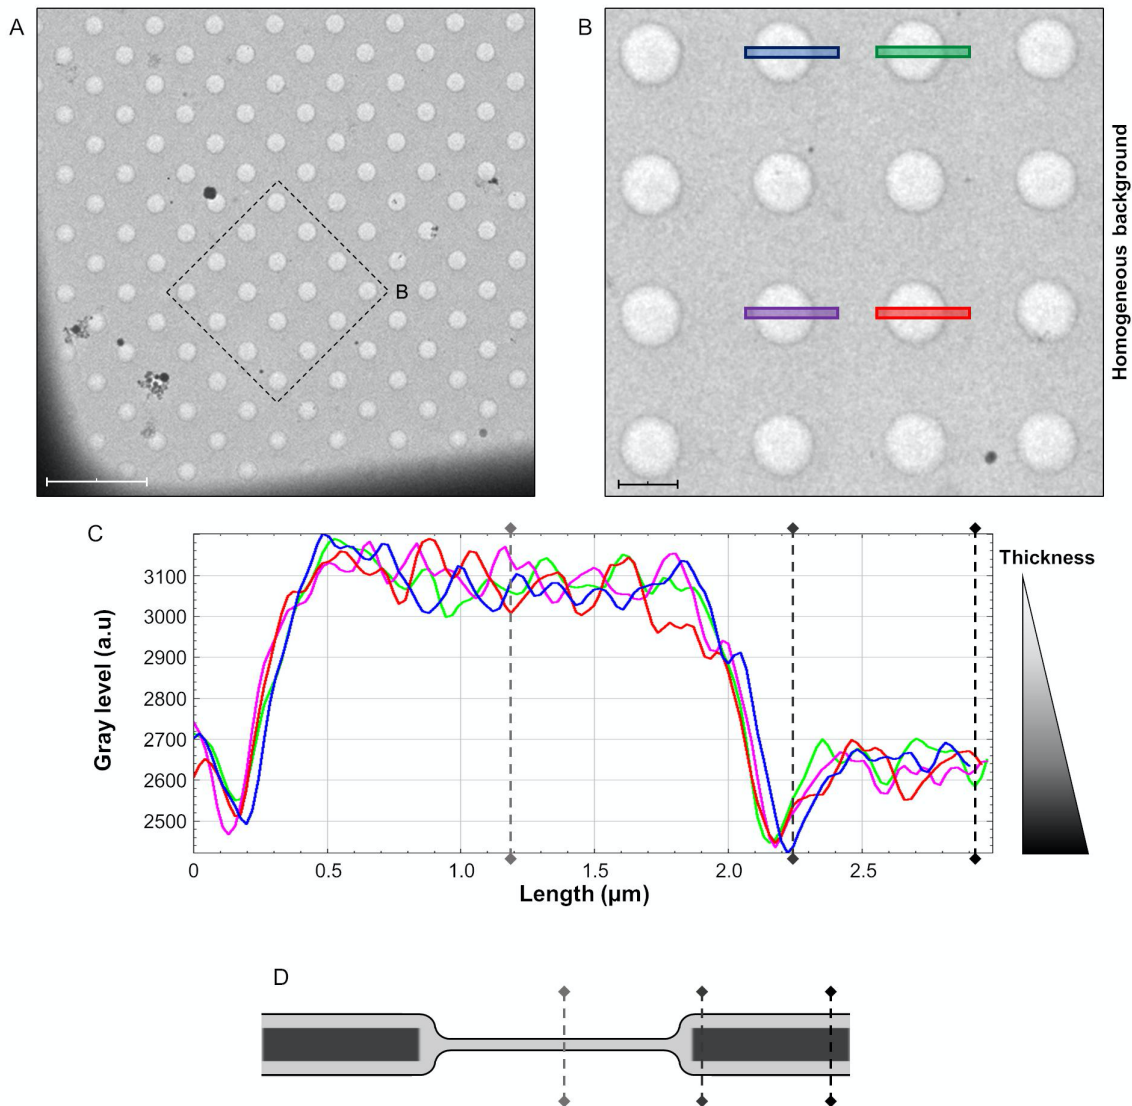 A
B
B
Homogeneous background
C
Thickness
Gray level (a.u)
3100
3000
2900
2800
2700
2600
2500
0
0.5
1.0
1.5
2.0
2.5
Length (µm)
D